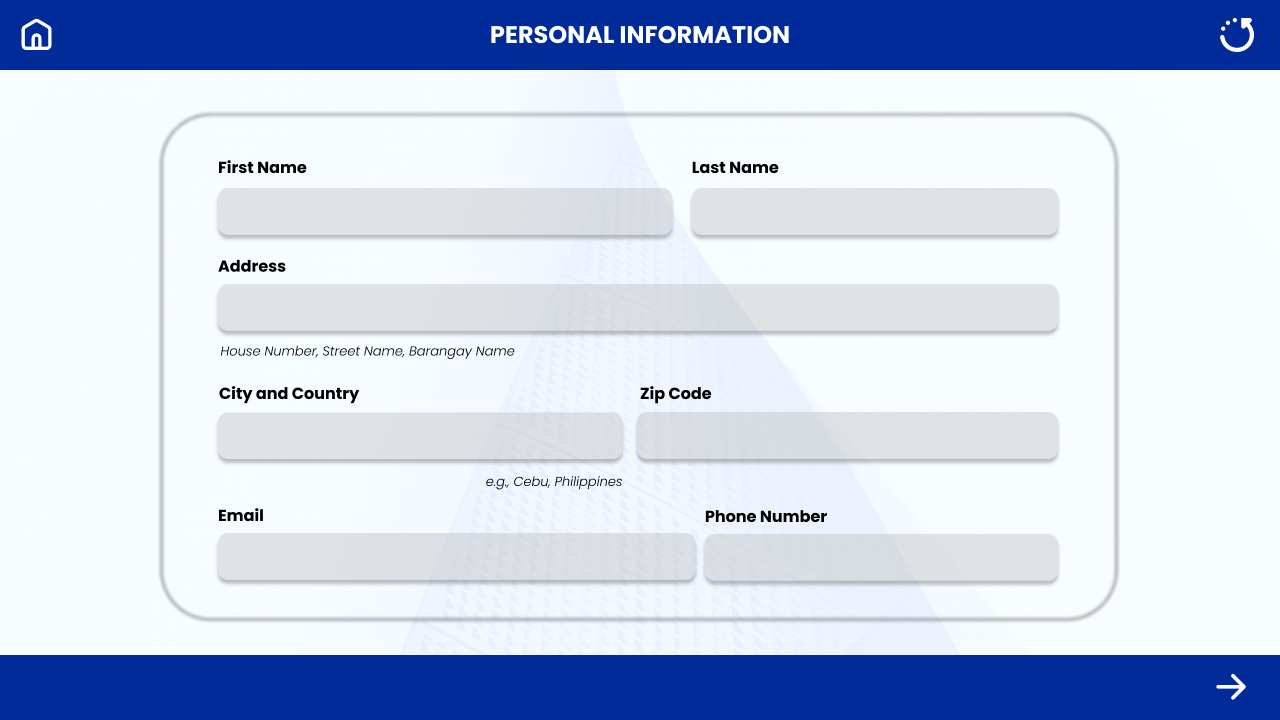 PERSONAL INFORMATION
First Name
Last Name
Address
House Number, Street Name, Barangay Name
City and Country
Zip Code
e.g., Cebu, Philippines
Email
Phone Number